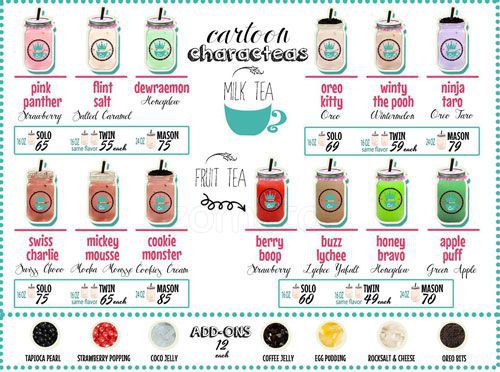 cartoon
characteas
MILK TEA
pink
panther
Strawberry
flint
salt
Salted Caramel
dewraemon
Honeydew
16 OZ SOLO 65
16 OZ TWIN same flavor 55 each
24 OZ MASON 75
oreo
kitty
Oreo
winty
the pooh
Wintermelon
ninja
taro
Oreo Taro
16 OZ SOLO 69
16 OZ TWIN same flavor 59 each
24 OZ MASON 79
swiss
charlie
Swiss Choco
mickey
mousse
Mocha Mousse
cookie
monster
Cookies Cream
16 OZ SOLO 75
16 OZ TWIN same flavor 65 each
24 OZ MASON 85
FRUIT TEA
berry
boop
Strawberry
buzz
lychee
Lychee Yakult
honey
bravo
Honeydew
apple
puff
Green Apple
16 OZ SOLO 60
16 OZ TWIN same flavor 49 each
24 OZ MASON 70
ADD-ONS
12
each
TAPIOCA PEARL
STRAWBERRY POPPING
COCO JELLY
COFFEE JELLY
EGG PUDDING
ROCKSALT & CHEESE
OREO BITS